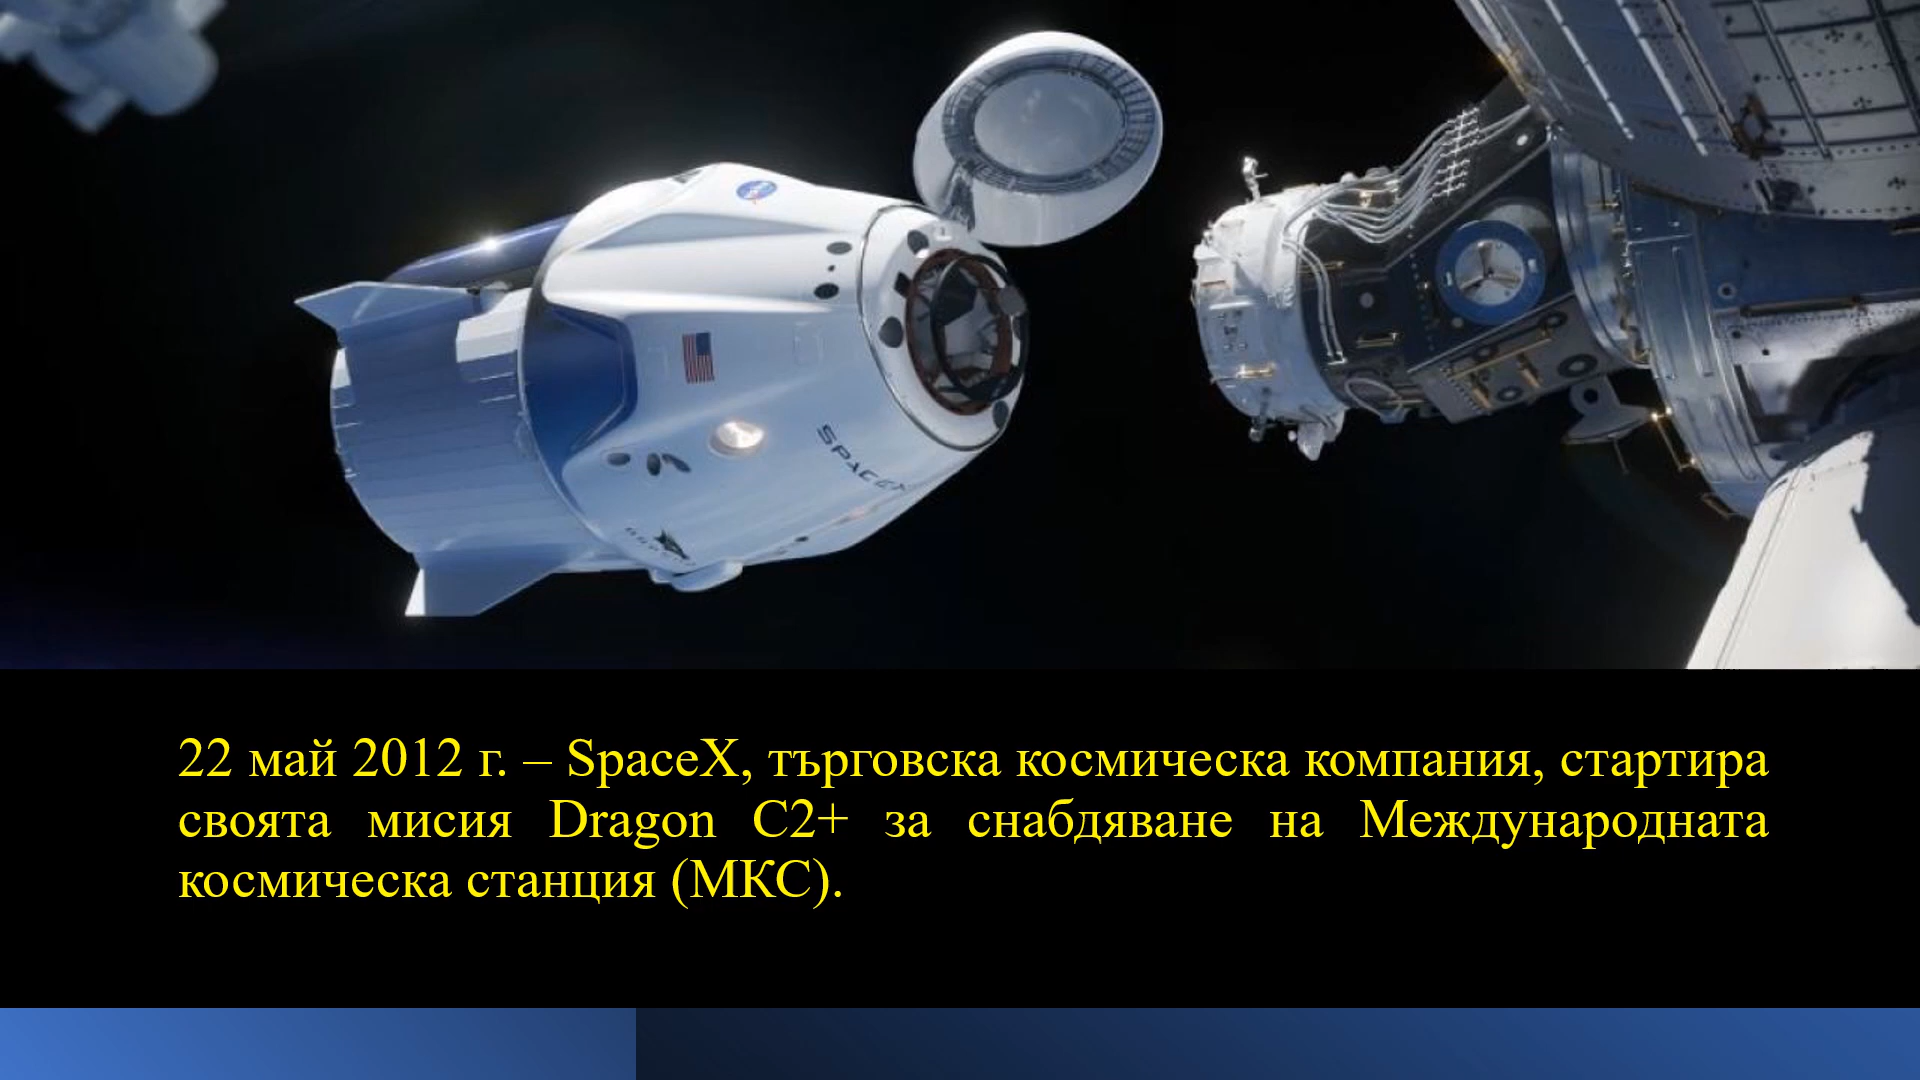 SPACEX
22 май 2012 г. – SpaceX, търговска космическа компания, стартира
своята мисия Dragon C2+ за снабдяване на Международната
космическа станция (МКС).